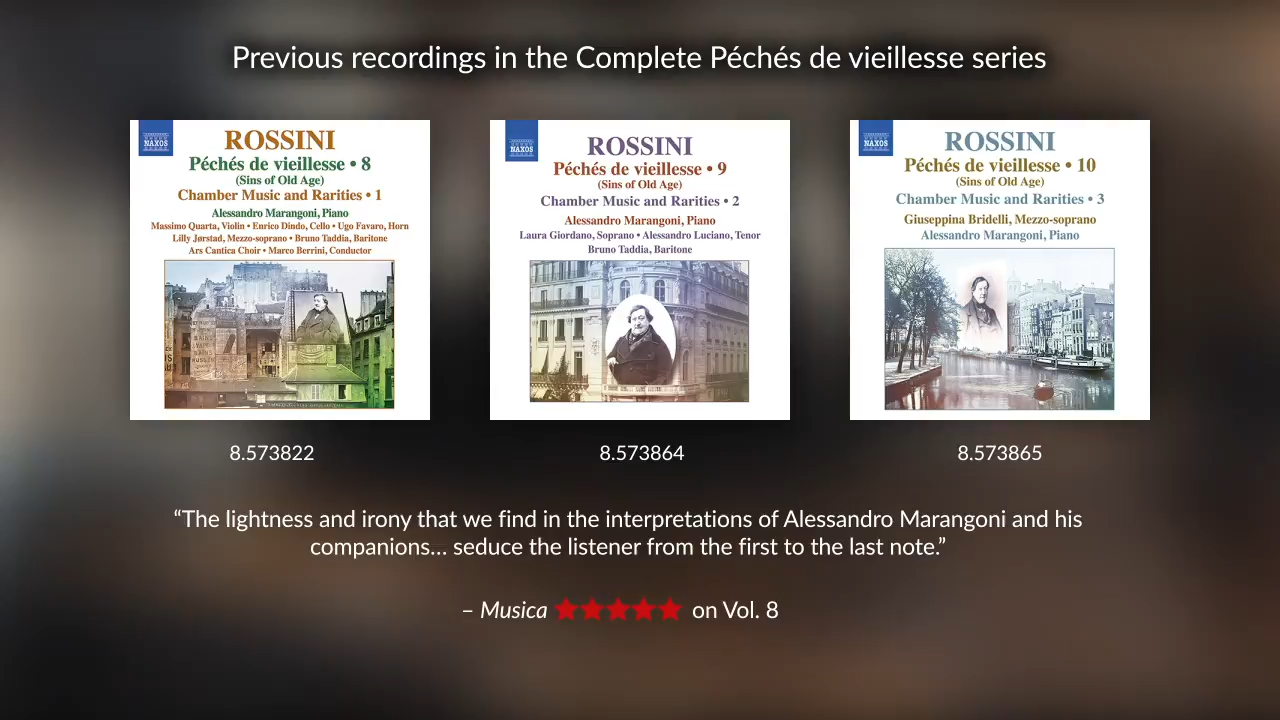 Previous recordings in the Complete Péchés de vieillesse series
NAXOS
ROSSINI
Péchés de vieillesse • 8
(Sins of Old Age)
Chamber Music and Rarities • 1
Alessandro Marangoni, Piano
Massimo Quarta, Violin • Enrico Dindo, Cello • Ugo Favaro, Horn
Lilly Jørstad, Mezzo-soprano • Bruno Taddia, Baritone
Ars Cantica Choir • Marco Berrini, Conductor
8.573822
NAXOS
ROSSINI
Péchés de vieillesse • 9
(Sins of Old Age)
Chamber Music and Rarities • 2
Alessandro Marangoni, Piano
Laura Giordano, Soprano • Alessandro Luciano, Tenor
Bruno Taddia, Baritone
8.573864
NAXOS
ROSSINI
Péchés de vieillesse • 10
(Sins of Old Age)
Chamber Music and Rarities • 3
Giuseppina Bridelli, Mezzo-soprano
Alessandro Marangoni, Piano
8.573865
“The lightness and irony that we find in the interpretations of Alessandro Marangoni and his
companions... seduce the listener from the first to the last note.”
– Musica ★★★★★ on Vol. 8